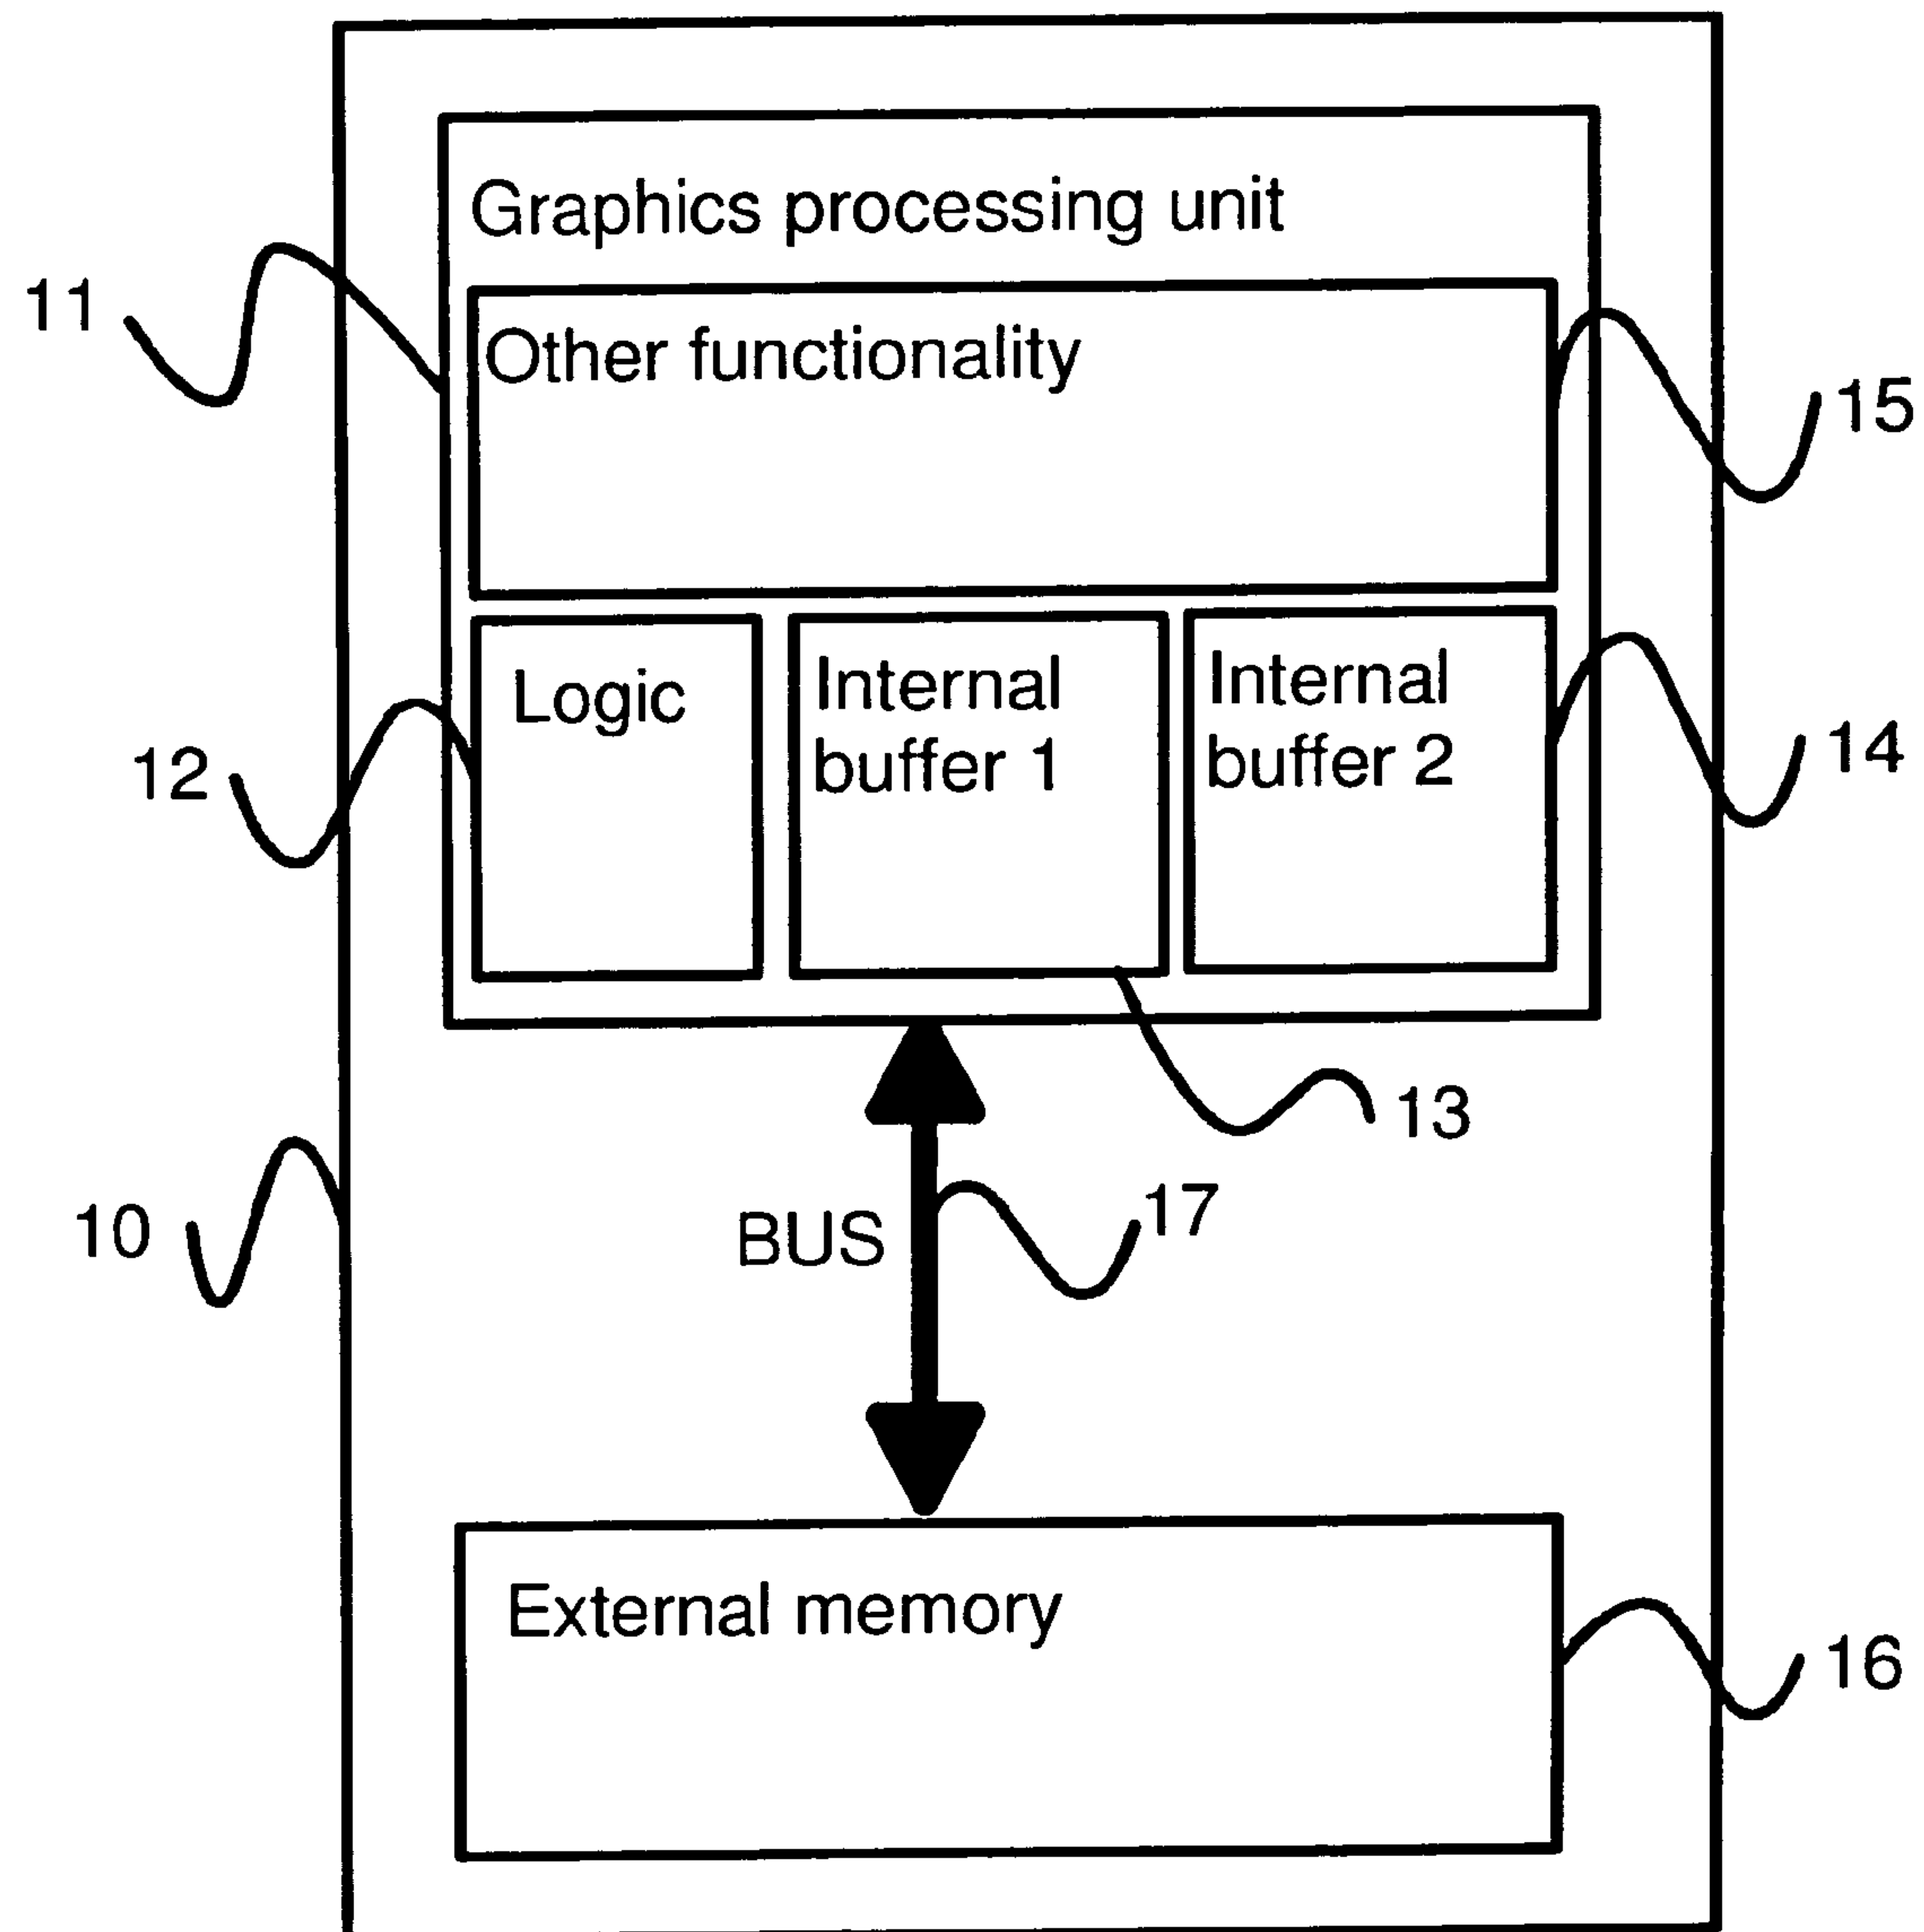 Graphics processing unit
11
Other functionality
15
Logic
Internal
buffer 1
Internal
buffer 2
12
14
13
10
BUS
17
External memory
16